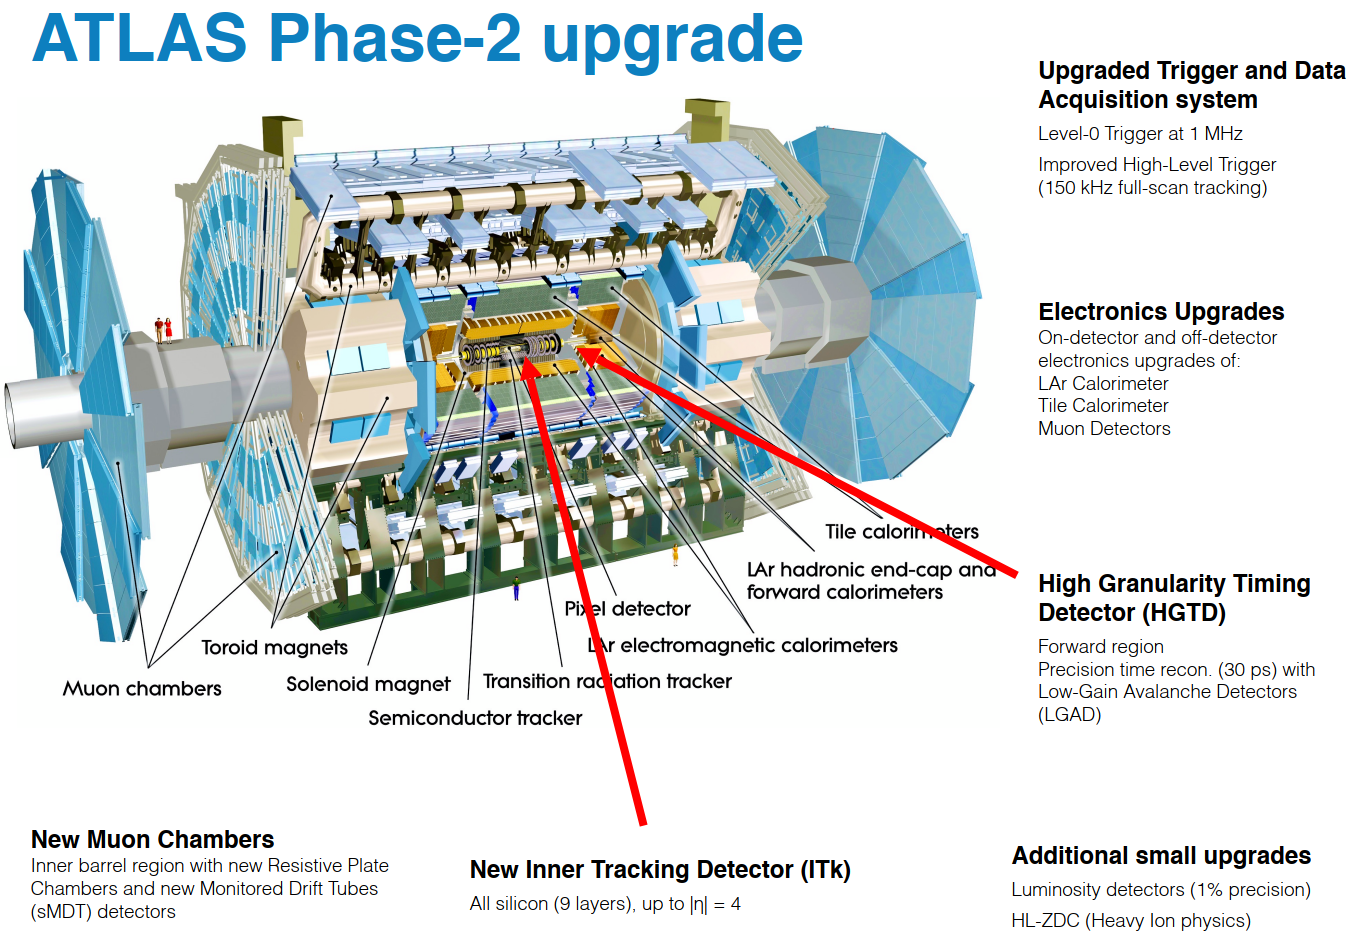 ATLAS Phase-2 upgrade
Upgraded Trigger and Data
Acquisition system
Level-0 Trigger at 1 MHz
Improved High-Level Trigger
(150 kHz full-scan tracking)
Electronics Upgrades
On-detector and off-detector
electronics upgrades of:
LAr Calorimeter
Tile Calorimeter
Muon Detectors
Tile calorimeters
LAr hadronic end-cap and
forward calorimeters
Pixel detector
LAr electromagnetic calorimeters
Toroid magnets
Muon chambers
Solenoid magnet
Transition radiation tracker
Semiconductor tracker
High Granularity Timing
Detector (HGTD)
Forward region
Precision time recon. (30 ps) with
Low-Gain Avalanche Detectors
(LGAD)
New Muon Chambers
Inner barrel region with new Resistive Plate
Chambers and new Monitored Drift Tubes
(sMDT) detectors
New Inner Tracking Detector (ITk)
All silicon (9 layers), up to |η| = 4
Additional small upgrades
Luminosity detectors (1% precision)
HL-ZDC (Heavy Ion physics)